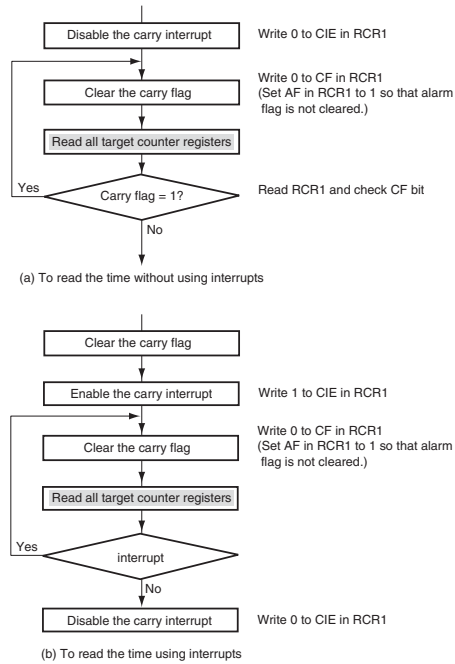 Disable the carry interrupt
Write 0 to CIE in RCR1
Clear the carry flag
Write 0 to CF in RCR1
(Set AF in RCR1 to 1 so that alarm
flag is not cleared.)
Read all target counter registers
Yes
Carry flag = 1?
Read RCR1 and check CF bit
No
(a) To read the time without using interrupts
Clear the carry flag
Enable the carry interrupt
Write 1 to CIE in RCR1
Clear the carry flag
Write 0 to CF in RCR1
(Set AF in RCR1 to 1 so that alarm
flag is not cleared.)
Read all target counter registers
Yes
interrupt
No
Disable the carry interrupt
Write 0 to CIE in RCR1
(b) To read the time using interrupts